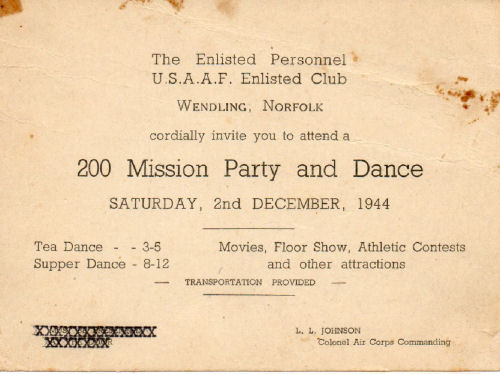 The Enlisted Personnel
U.S.A.A.F. Enlisted Club
WENDLING, NORFOLK
cordially invite you to attend a
200 Mission Party and Dance
SATURDAY, 2nd DECEMBER, 1944
Tea Dance - - 3-5
Supper Dance - 8-12
Movies, Floor Show, Athletic Contests
and other attractions
— TRANSPORTATION PROVIDED —
L. L. JOHNSON
Colonel Air Corps Commanding